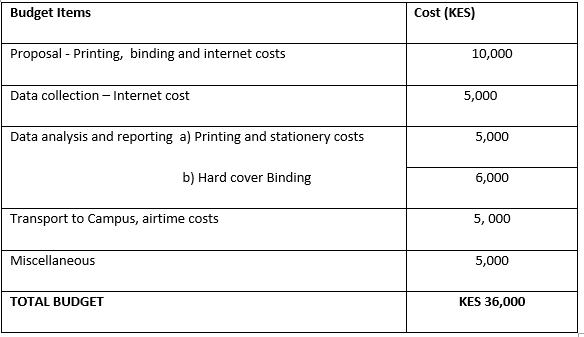 Budget Items Cost (KES)
Proposal - Printing, binding and internet costs 10,000
Data collection – Internet cost 5,000
Data analysis and reporting a) Printing and stationery costs 5,000
b) Hard cover Binding 6,000
Transport to Campus, airtime costs 5, 000
Miscellaneous 5,000
TOTAL BUDGET KES 36,000